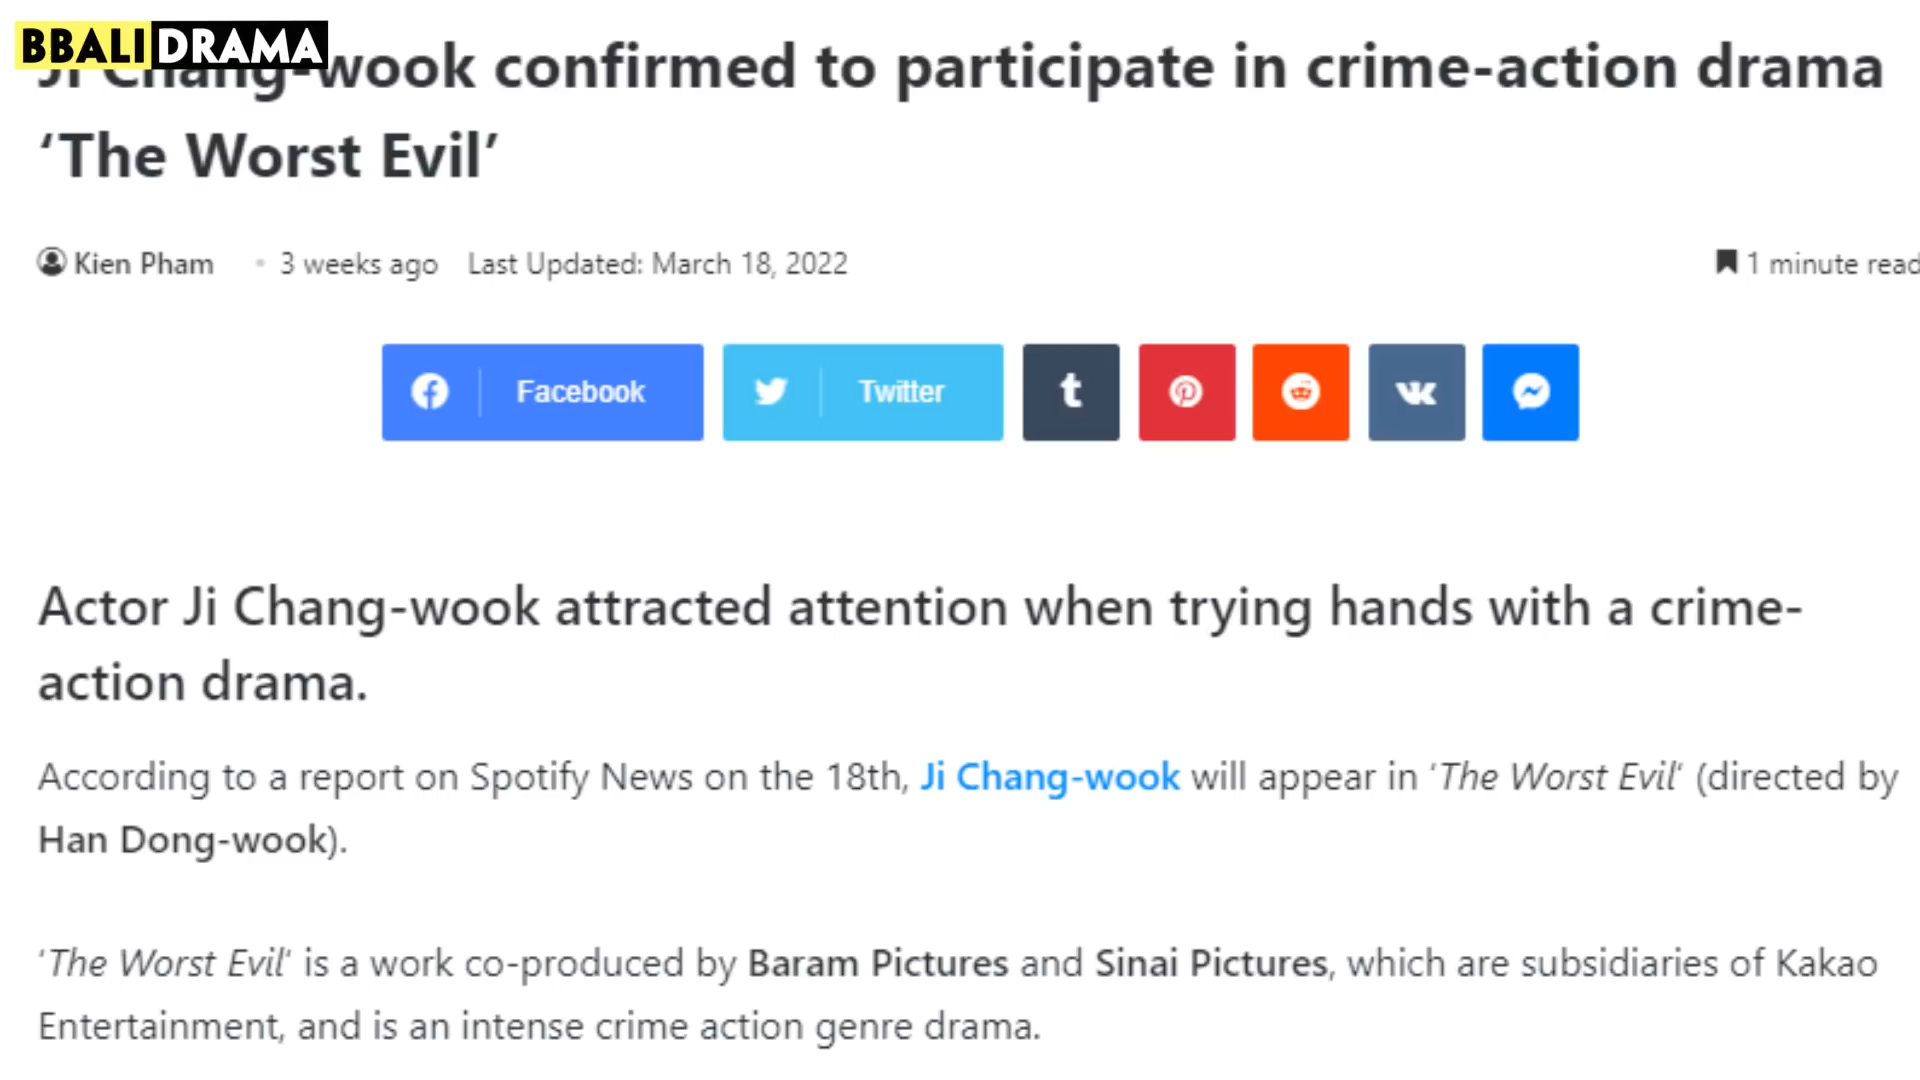 BBALI DRAMA
Ji Chang-wook confirmed to participate in crime-action drama
‘The Worst Evil’
Kien Pham • 3 weeks ago Last Updated: March 18, 2022 1 minute read
Facebook Twitter
Actor Ji Chang-wook attracted attention when trying hands with a crime-
action drama.
According to a report on Spotify News on the 18th, Ji Chang-wook will appear in ‘The Worst Evil‘ (directed by
Han Dong-wook).
‘The Worst Evil‘ is a work co-produced by Baram Pictures and Sinai Pictures, which are subsidiaries of Kakao
Entertainment, and is an intense crime action genre drama.